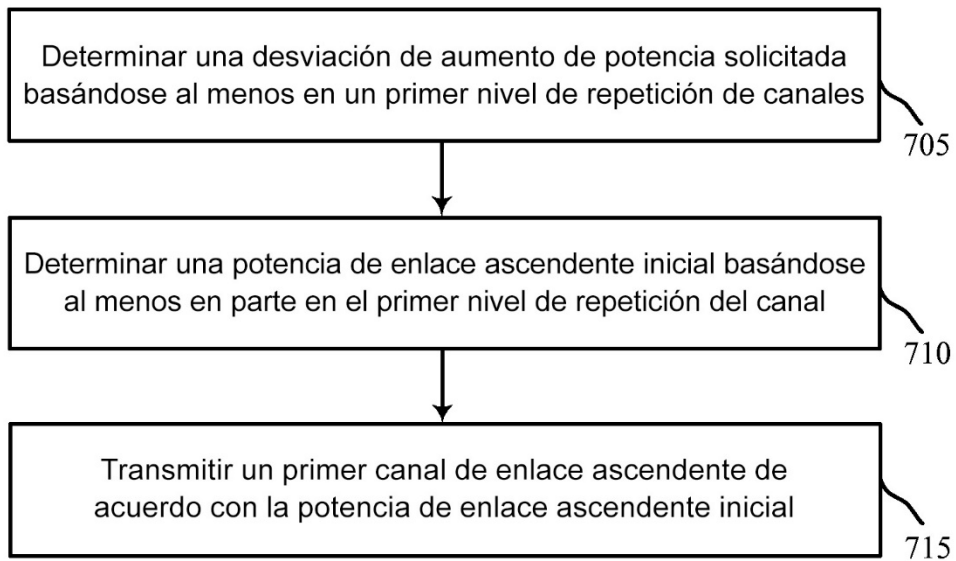 Determinar una desviación de aumento de potencia solicitada
basándose al menos en un primer nivel de repetición de canales
705
Determinar una potencia de enlace ascendente inicial basándose
al menos en parte en el primer nivel de repetición del canal
710
Transmitir un primer canal de enlace ascendente de
acuerdo con la potencia de enlace ascendente inicial
715